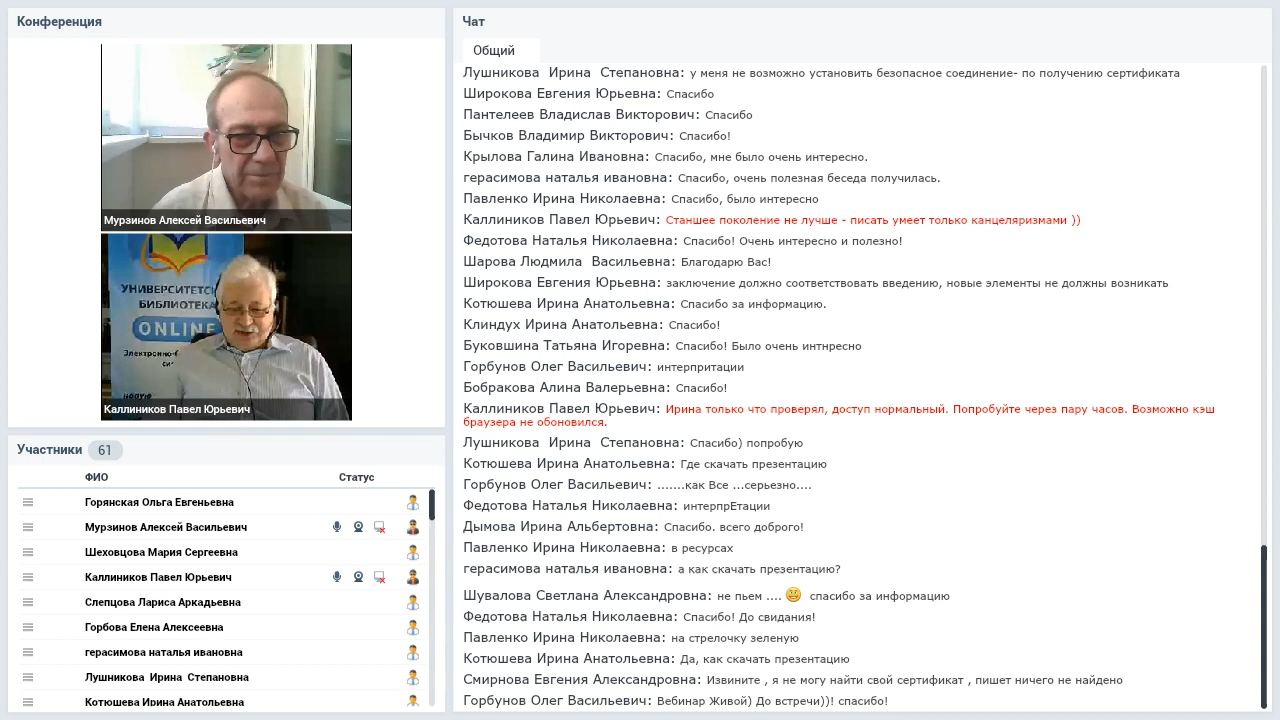 Конференция
Мурзинов Алексей Васильевич
УНИВЕРСИТЕТС
БИБЛИОТЕКА
ONLINE
Каллиников Павел Юрьевич
Участники 61
ФИО Статус
Горянская Ольга Евгеньевна
Мурзинов Алексей Васильевич
Шеховцова Мария Сергеевна
Каллиников Павел Юрьевич
Слепцова Лариса Аркадьевна
Горбова Елена Алексеевна
герасимова наталья ивановна
Лушникова Ирина Степановна
Котюшева Ирина Анатольевна
Чат
Общий
Лушникова Ирина Степановна: у меня не возможно установить безопасное соединение- по получению сертификата
Широкова Евгения Юрьевна: Спасибо
Пантелеев Владислав Викторович: Спасибо
Бычков Владимир Викторович: Спасибо!
Крылова Галина Ивановна: Спасибо, мне было очень интересно.
герасимова наталья ивановна: Спасибо, очень полезная беседа получилась.
Павленко Ирина Николаевна: Спасибо, было интересно
Каллиников Павел Юрьевич: Станшее поколение не лучше - писать умеет только канцеляризмами ))
Федотова Наталья Николаевна: Спасибо! Очень интересно и полезно!
Шарова Людмила Васильевна: Благодарю Вас!
Широкова Евгения Юрьевна: заключение должно соответствовать введению, новые элементы не должны возникать
Котюшева Ирина Анатольевна: Спасибо за информацию.
Клиндух Ирина Анатольевна: Спасибо!
Буковшина Татьяна Игоревна: Спасибо! Было очень интнресно
Горбунов Олег Васильевич: интерпритации
Бобракова Алина Валерьевна: Спасибо!
Каллиников Павел Юрьевич: Ирина только что проверял, доступ нормальный. Попробуйте через пару часов. Возможно кэш
браузера не обоновился.
Лушникова Ирина Степановна: Спасибо) попробую
Котюшева Ирина Анатольевна: Где скачать презентацию
Горбунов Олег Васильевич: .......как Все ...серьезно....
Федотова Наталья Николаевна: интерпрЕтации
Дымова Ирина Альбертовна: Спасибо. всего доброго!
Павленко Ирина Николаевна: в ресурсах
герасимова наталья ивановна: а как скачать презентацию?
Шувалова Светлана Александровна: не пьем .... спасибо за информацию
Федотова Наталья Николаевна: Спасибо! До свидания!
Павленко Ирина Николаевна: на стрелочку зеленую
Котюшева Ирина Анатольевна: Да, как скачать презентацию
Смирнова Евгения Александровна: Извините , я не могу найти свой сертификат , пишет ничего не найдено
Горбунов Олег Васильевич: Вебинар Живой) До встречи))! спасибо!